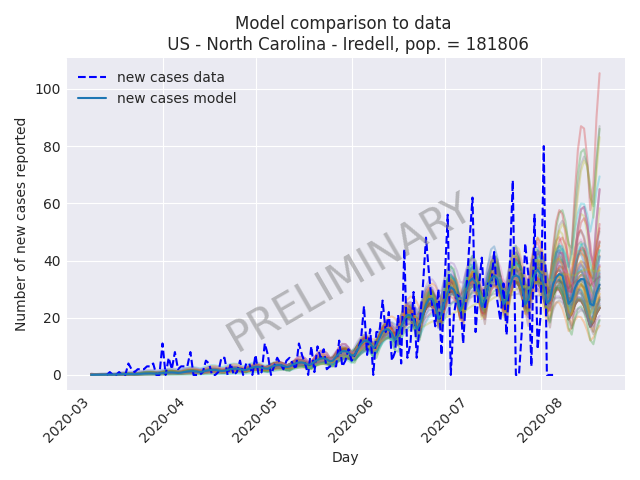 Model comparison to data
US - North Carolina - Iredell, pop. = 181806
new cases data
new cases model
PRELIMINARY
Number of new cases reported
100
80
60
40
20
0
2020-03
2020-04
2020-05
2020-06
2020-07
2020-08
Day